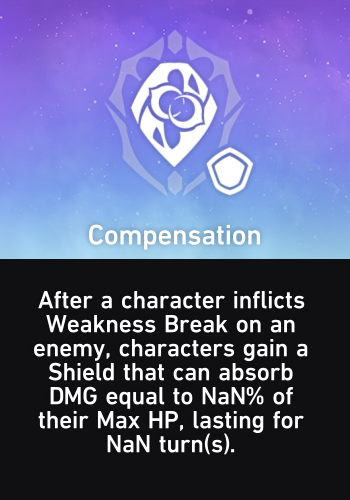 Compensation
After a character inflicts
Weakness Break on an
enemy, characters gain a
Shield that can absorb
DMG equal to NaN% of
their Max HP, lasting for
NaN turn(s).